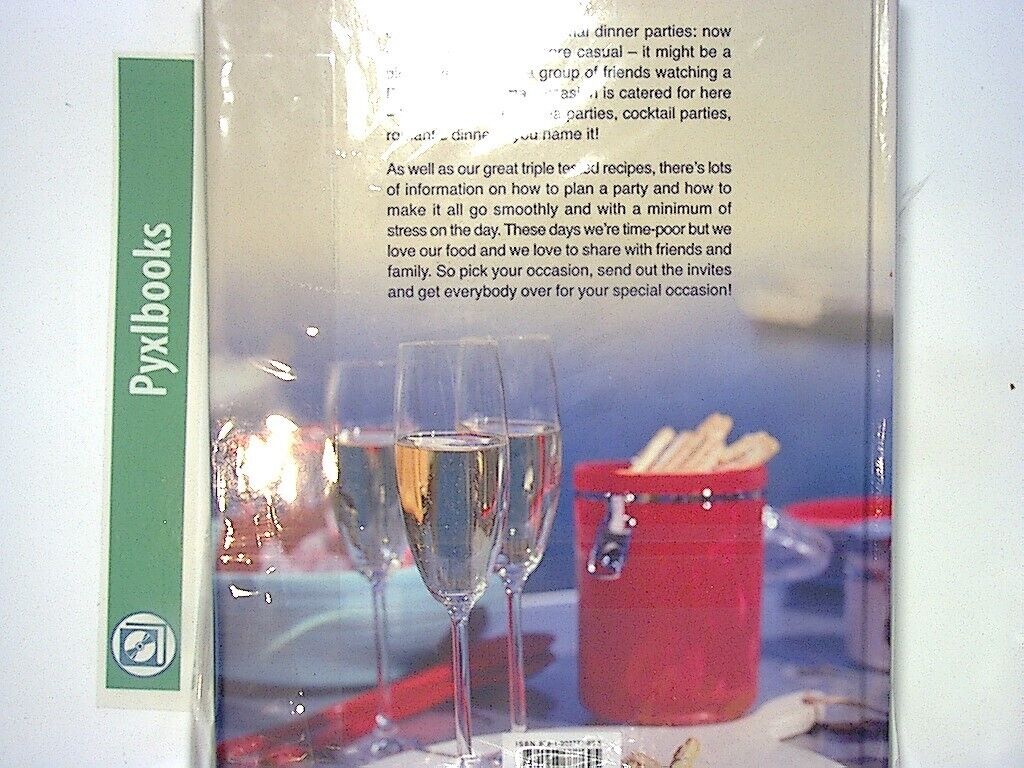 dinner parties: now
casual – it might be a
group of friends watching a
is catered for here
parties, cocktail parties,
you name it!
As well as our great triple tested recipes, there's lots
of information on how to plan a party and how to
make it all go smoothly and with a minimum of
stress on the day. These days we're time-poor but we
love our food and we love to share with friends and
family. So pick your occasion, send out the invites
and get everybody over for your special occasion!
Pyxlbooks
ISBN